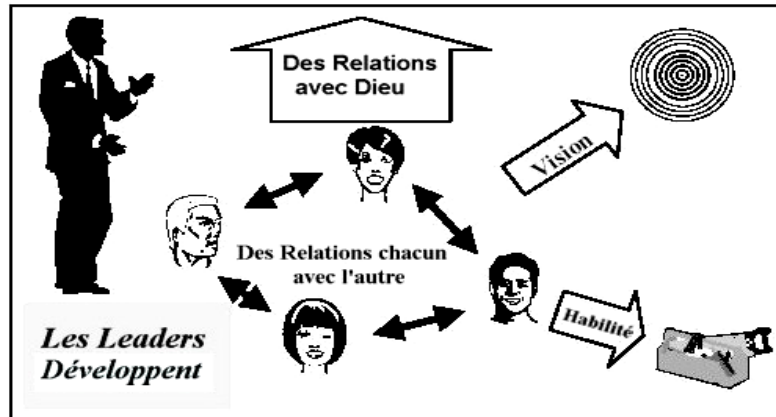 Des Relations
avec Dieu
Vision
Des Relations chacun
avec l'autre
Habilité
Les Leaders
Développent